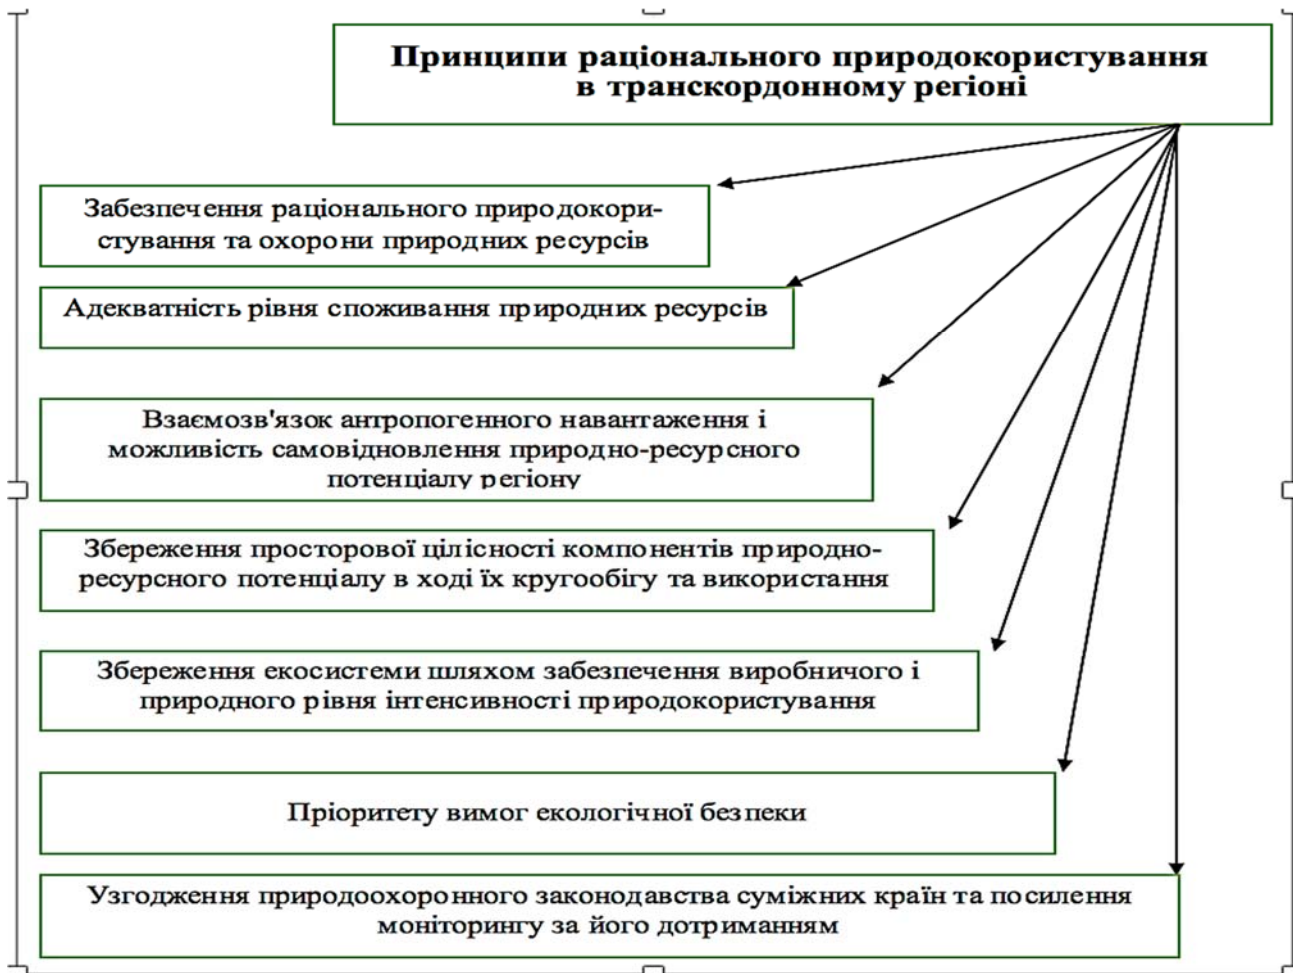 Принципи раціонального природокористування
в транскордонному регіоні
Забезпечення раціонального природокори-
стування та охорони природних ресурсів
Адекватність рівня споживання природних ресурсів
Взаємозв'язок антропогенного навантаження і
можливість самовідновлення природно-ресурсного
потенціалу регіону
Збереження просторової цілісності компонентів природно-
ресурсного потенціалу в ході їх кругообігу та використання
Збереження екосистеми шляхом забезпечення виробничого і
природного рівня інтенсивності природокористування
Пріоритету вимог екологічної безпеки
Узгодження природоохоронного законодавства суміжних країн та посилення
моніторингу за його дотриманням